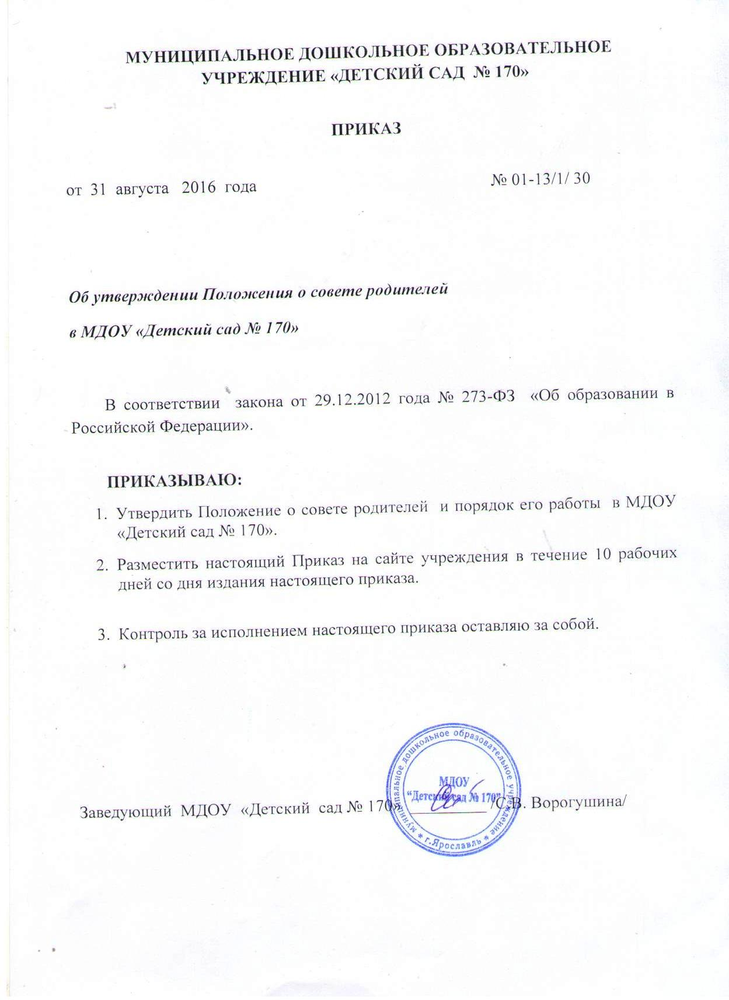 МУНИЦИПАЛЬНОЕ ДОШКОЛЬНОЕ ОБРАЗОВАТЕЛЬНОЕ
УЧРЕЖДЕНИЕ «ДЕТСКИЙ САД № 170»
ПРИКАЗ
от 31 августа 2016 года № 01-13/1/ 30
Об утверждении Положения о совете родителей
в МДОУ «Детский сад № 170»
В соответствии закона от 29.12.2012 года № 273-ФЗ «Об образовании в
Российской Федерации».
ПРИКАЗЫВАЮ:
1. Утвердить Положение о совете родителей и порядок его работы в МДОУ
«Детский сад № 170».
2. Разместить настоящий Приказ на сайте учреждения в течение 10 рабочих
дней со дня издания настоящего приказа.
3. Контроль за исполнением настоящего приказа оставляю за собой.
Заведующий МДОУ «Детский сад № 170» _________ /С.В. Ворогушина/
муниципальное дошкольное образовательное учреждение * г.Ярославль *
МДОУ
"Детский сад № 170"